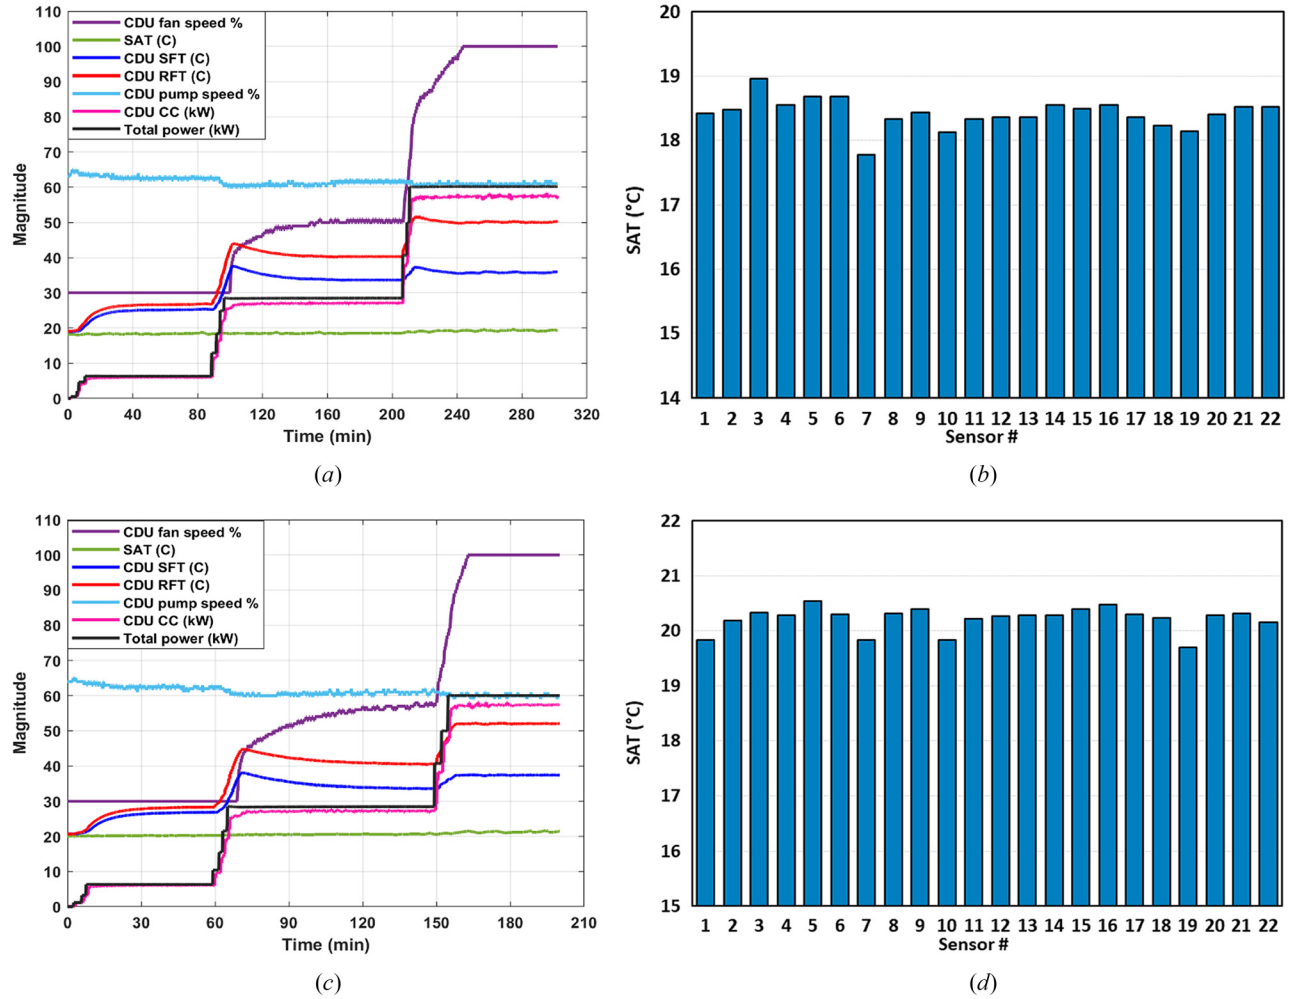 110
100
90
80
70
60
50
40
30
20
10
0
Magnitude
CDU fan speed %
SAT (C)
CDU SFT (C)
CDU RFT (C)
CDU pump speed %
CDU CC (kW)
Total power (kW)
0 40 80 120 160 200 240 280 320
Time (min)
(a)
20
19
18
17
16
15
14
SAT (°C)
1 2 3 4 5 6 7 8 9 10 11 12 13 14 15 16 17 18 19 20 21 22
Sensor #
(b)
110
100
90
80
70
60
50
40
30
20
10
0
Magnitude
CDU fan speed %
SAT (C)
CDU SFT (C)
CDU RFT (C)
CDU pump speed %
CDU CC (kW)
Total power (kW)
0 30 60 90 120 150 180 210
Time (min)
(c)
22
21
20
19
18
17
16
15
SAT (°C)
1 2 3 4 5 6 7 8 9 10 11 12 13 14 15 16 17 18 19 20 21 22
Sensor #
(d)